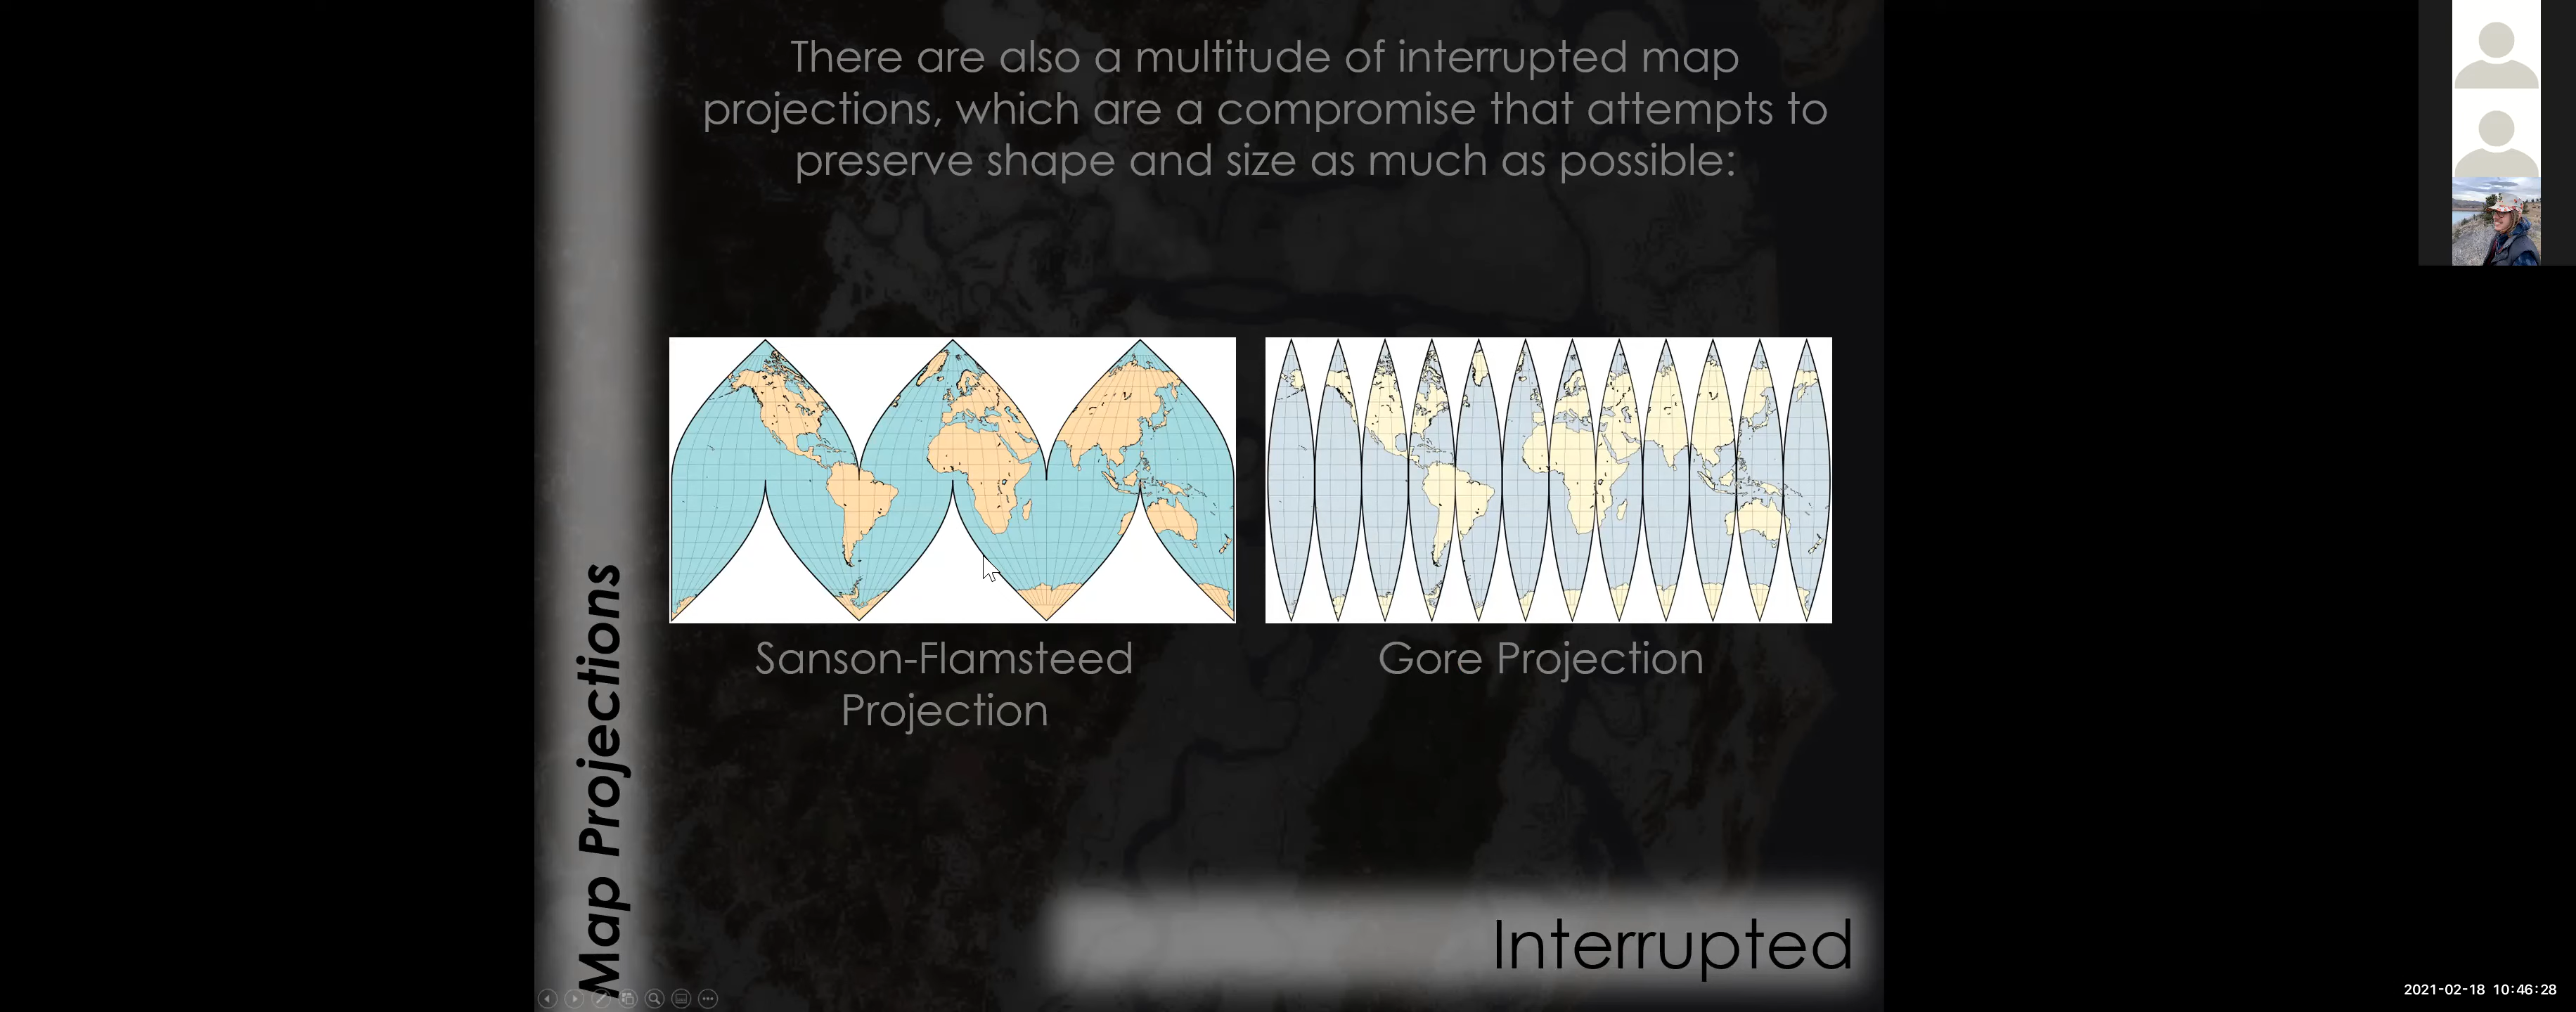 There are also a multitude of interrupted map
projections, which are a compromise that attempts to
preserve shape and size as much as possible:
Sanson-Flamsteed
Projection
Gore Projection
Map Projections
Interrupted
2021-02-18 10:46:28